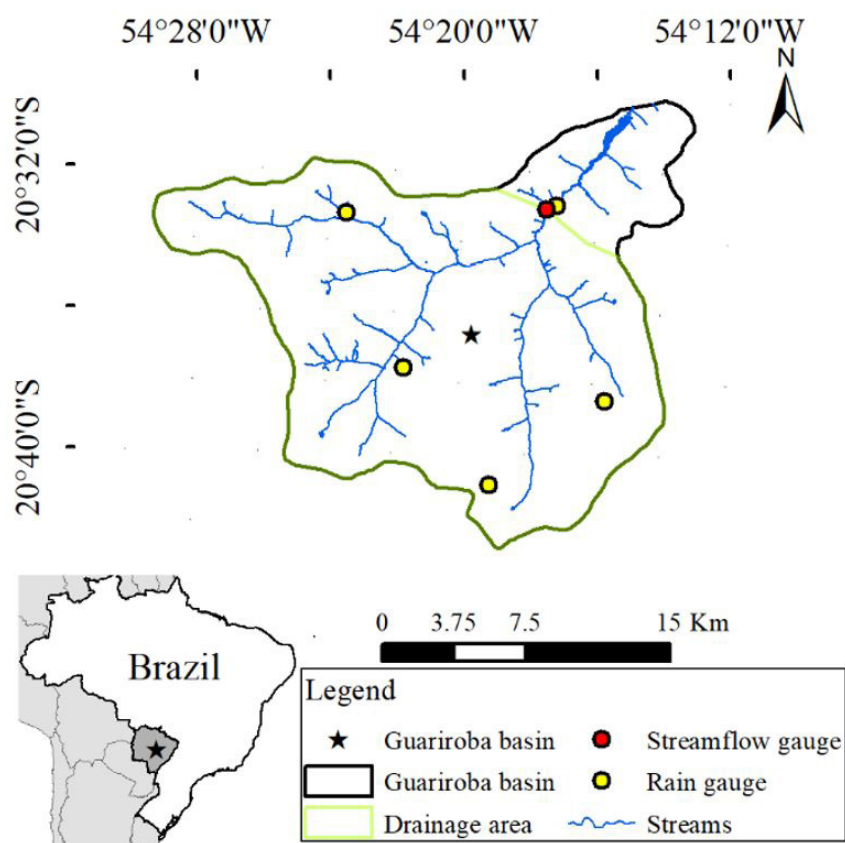 54°28'0"W 54°20'0"W 54°12'0"W
N
20°32'0"S
20°40'0"S
0 3.75 7.5 15 Km
Brazil
Legend
Guariroba basin Streamflow gauge
Guariroba basin Rain gauge
Drainage area Streams